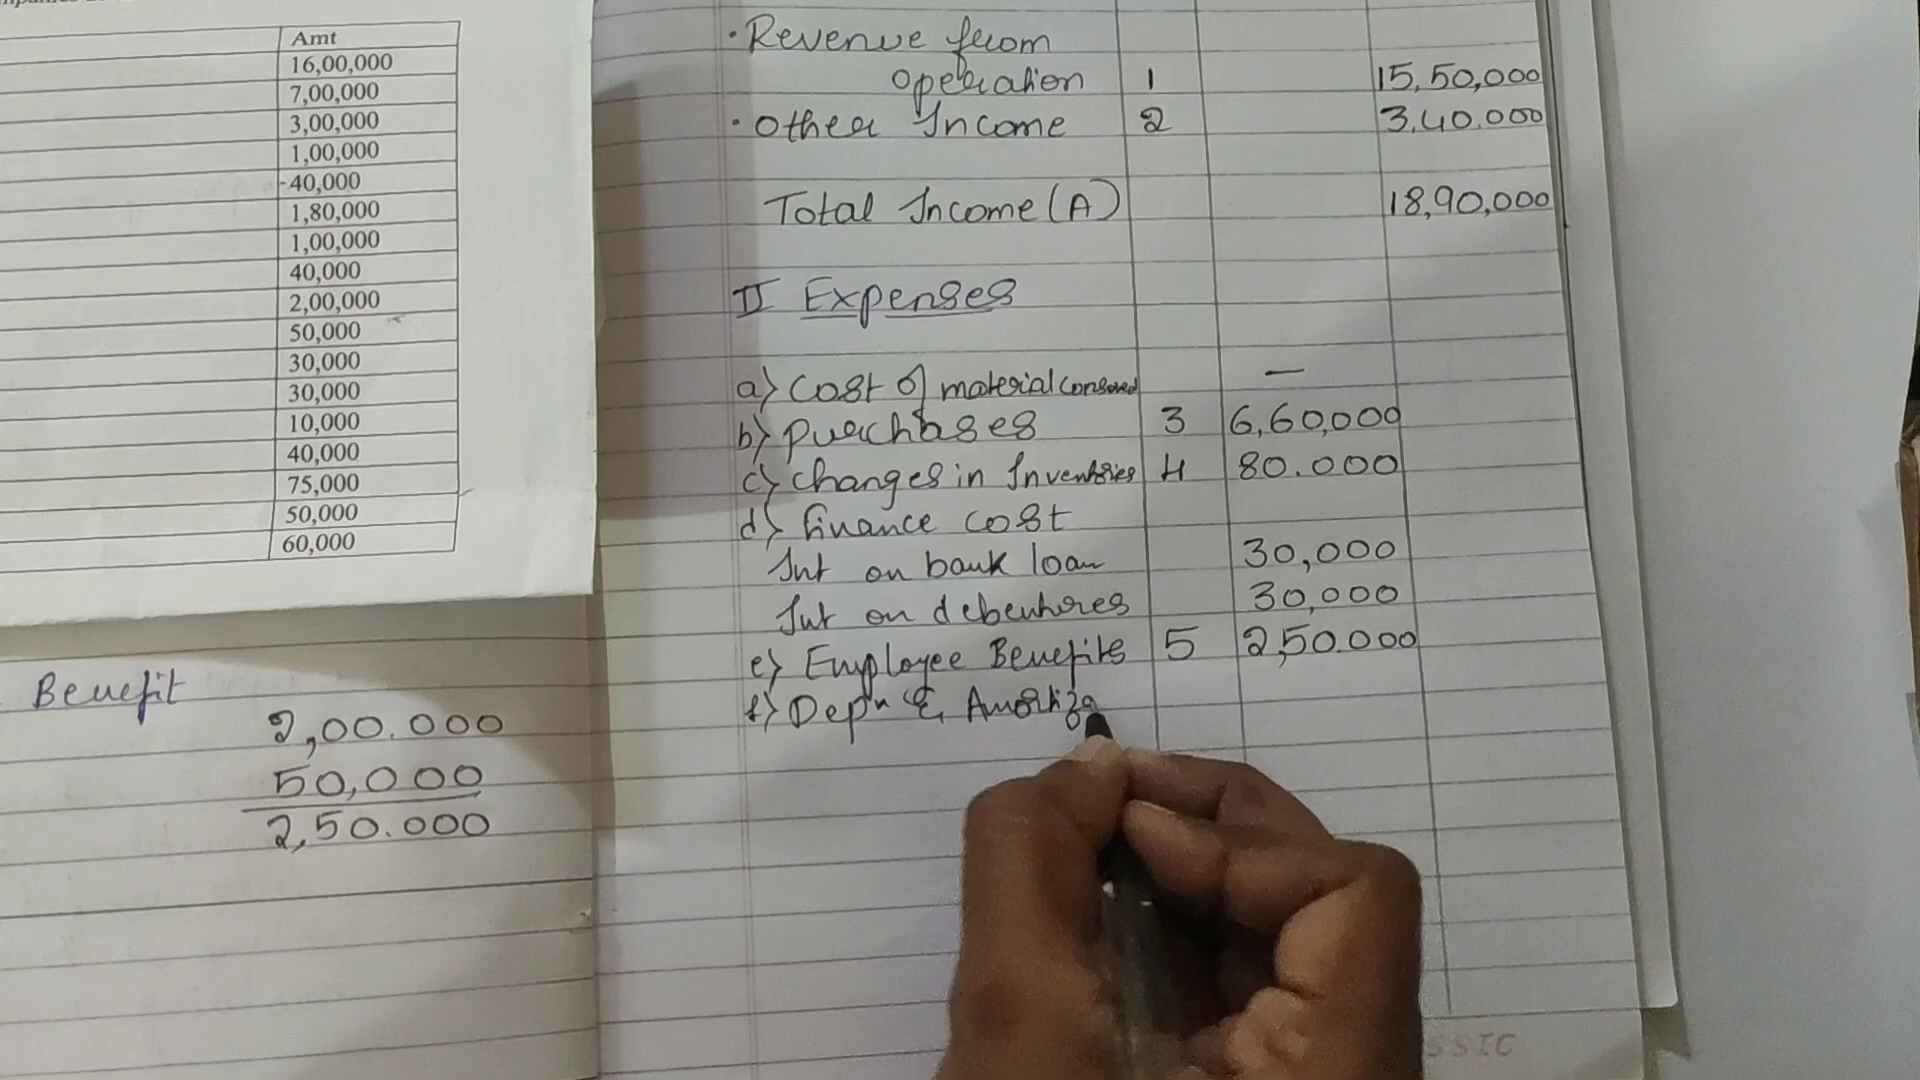 Amt
16,00,000
7,00,000
3,00,000
1,00,000
40,000
1,80,000
1,00,000
40,000
2,00,000
50,000
30,000
30,000
10,000
40,000
75,000
50,000
60,000
Benefit
2,00.000
50,000
2,50.000
· Revenue from
operation 1 15,50,000
· Other Income 2 3,40.000
Total Income (A) 18,90,000
II Expenses
a) Cost of material consumed —
b) Purchases 3 6,60,000
c) Changes in Inventories 4 80.000
d) finance cost
Int on bank loan 30,000
Int on debentures 30,000
e) Employee Benefits 5 2,50.000
f) Depn & Amortiza
SSIC